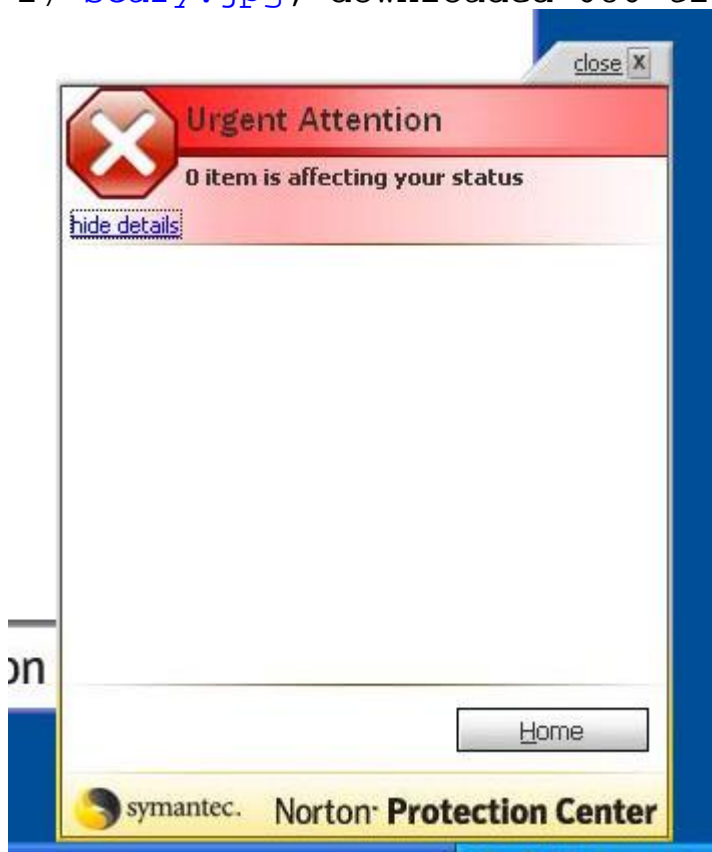 close X
Urgent Attention
0 item is affecting your status
hide details
on
Home
symantec. Norton· Protection Center